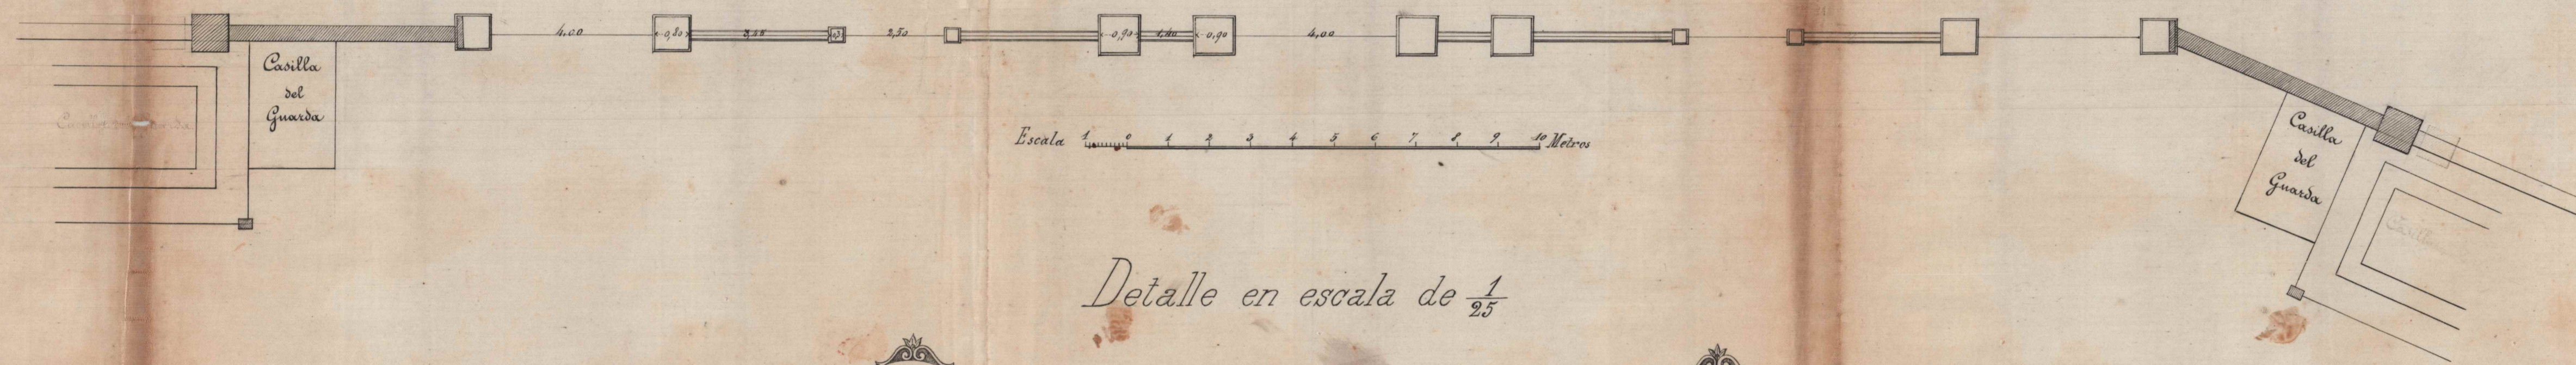 4,00
0,80
2,50
0,90
1,40
0,90
4,00
Casilla
del
Guarda
Escala 1 0 1 2 3 4 5 6 7 8 9 10 Metros
Casilla
del
Guarda
Detalle en escala de 1/25